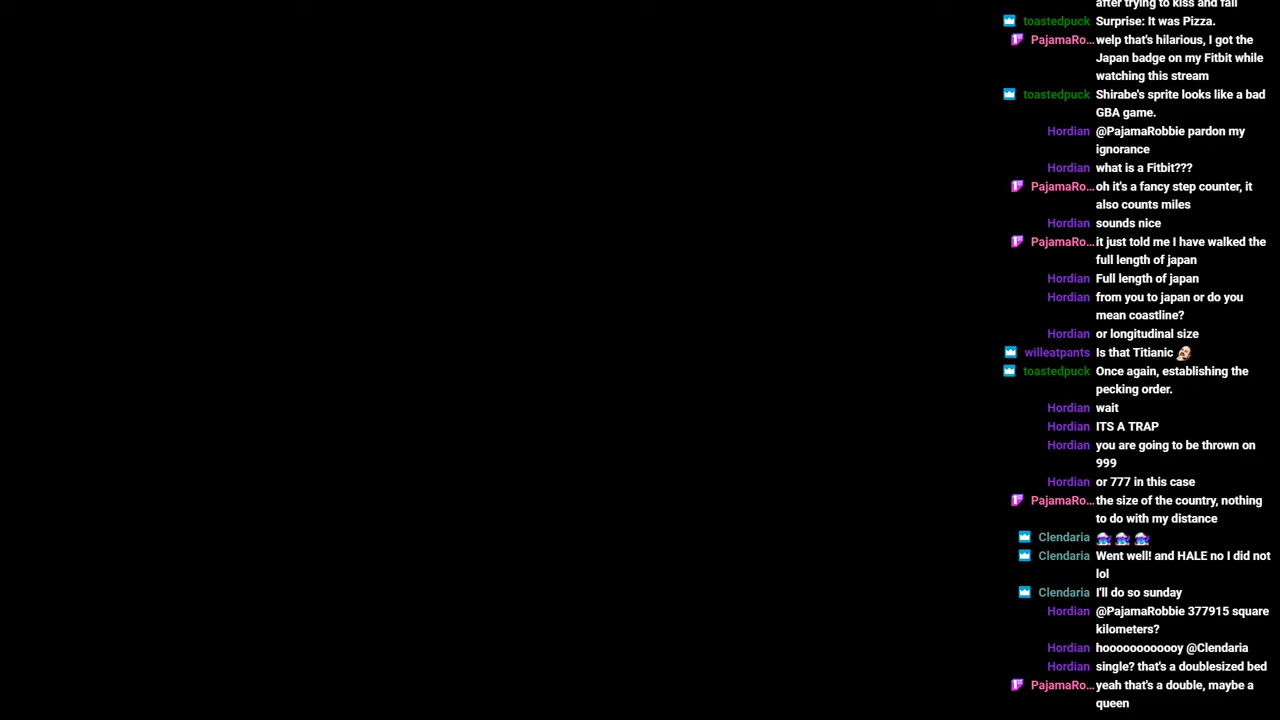 after trying to kiss and fall
toastedpuck Surprise: It was Pizza.
PajamaRo... welp that's hilarious, I got the
Japan badge on my Fitbit while
watching this stream
toastedpuck Shirabe's sprite looks like a bad
GBA game.
Hordian @PajamaRobbie pardon my
ignorance
Hordian what is a Fitbit???
PajamaRo... oh it's a fancy step counter, it
also counts miles
Hordian sounds nice
PajamaRo... it just told me I have walked the
full length of japan
Hordian Full length of japan
Hordian from you to japan or do you
mean coastline?
Hordian or longitudinal size
willeatpants Is that Titianic
toastedpuck Once again, establishing the
pecking order.
Hordian wait
Hordian ITS A TRAP
Hordian you are going to be thrown on
999
Hordian or 777 in this case
PajamaRo... the size of the country, nothing
to do with my distance
Clendaria
Clendaria Went well! and HALE no I did not
lol
Clendaria I'll do so sunday
Hordian @PajamaRobbie 377915 square
kilometers?
Hordian hooooooooooy @Clendaria
Hordian single? that's a doublesized bed
PajamaRo... yeah that's a double, maybe a
queen